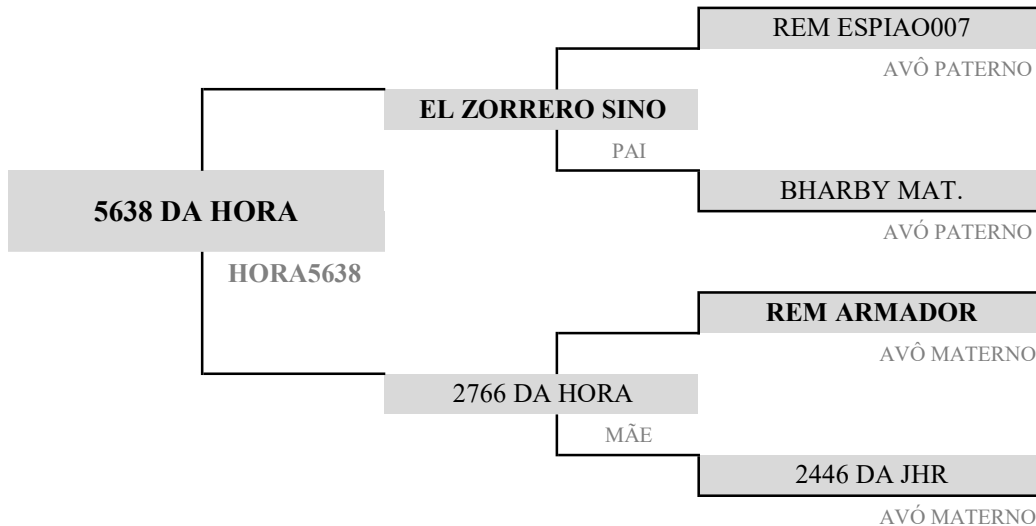 REM ESPIAO007
AVÔ PATERNO
EL ZORRERO SINO
PAI
BHARBY MAT.
AVÓ PATERNO
5638 DA HORA
HORA5638
REM ARMADOR
AVÔ MATERNO
2766 DA HORA
MÃE
2446 DA JHR
AVÓ MATERNO